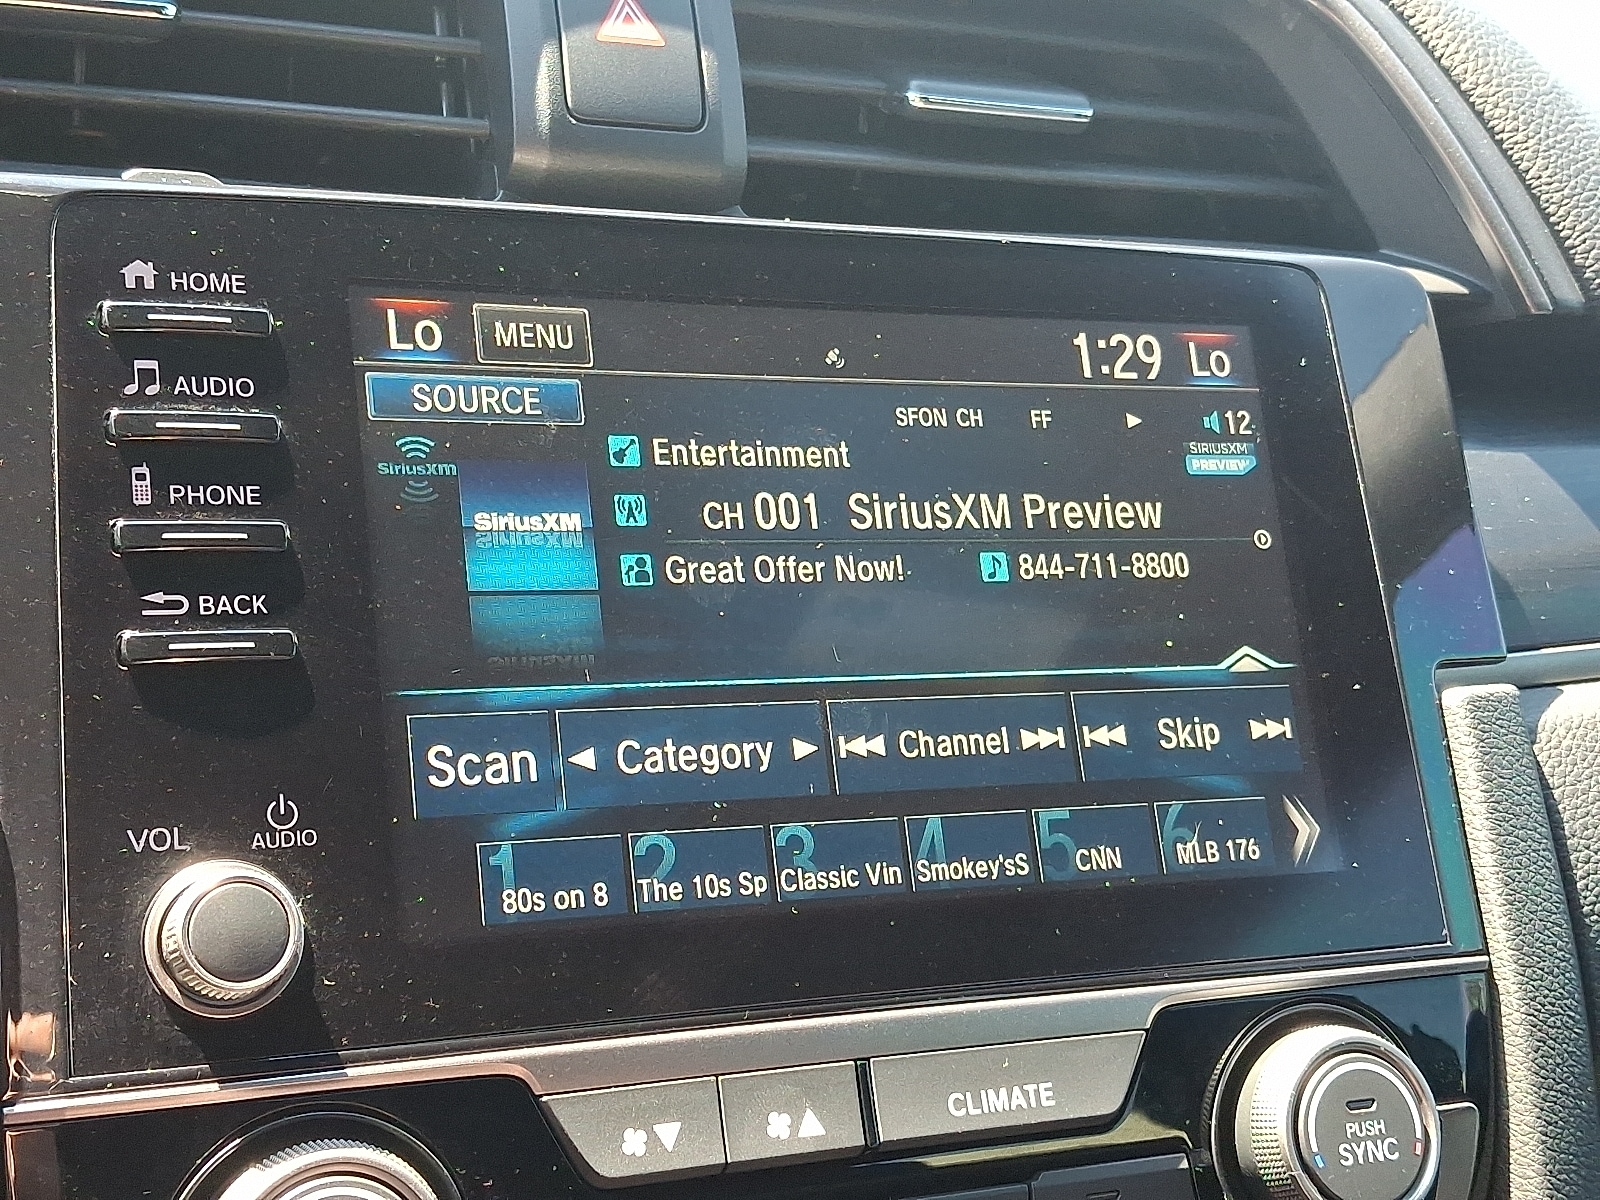 HOME
AUDIO
PHONE
BACK
VOL
AUDIO
Lo
MENU
1:29
Lo
SOURCE
SFON CH
FF
12
SIRIUSXM
PREVIEW
SiriusXM
SiriusXM
Entertainment
CH 001 SiriusXM Preview
Great Offer Now!
844-711-8800
Scan
Category
Channel
Skip
1 80s on 8
2 The 10s Sp
3 Classic Vin
4 Smokey'sS
5 CNN
6 MLB 176
CLIMATE
PUSH
SYNC